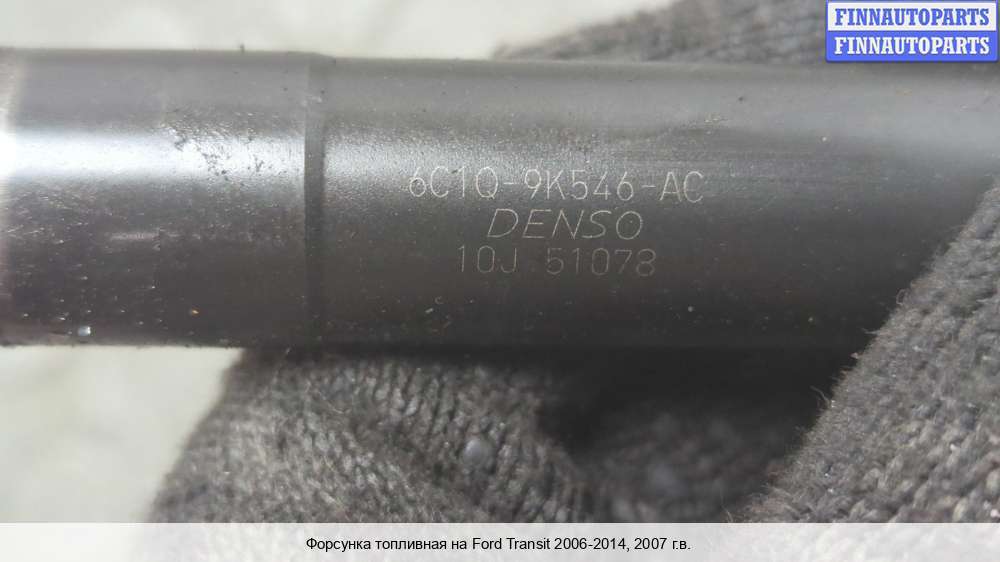 FINNAUTOPARTS
FINNAUTOPARTS
6C1Q-9K546-AC
DENSO
10J 51078
Форсунка топливная на Ford Transit 2006-2014, 2007 г.в.